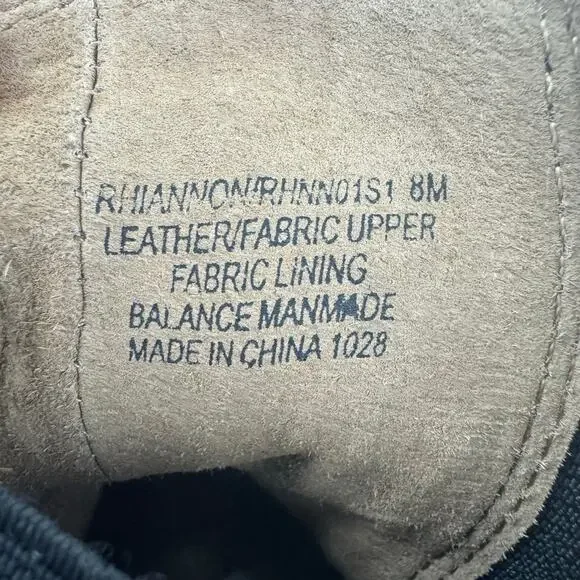 RHIANNON/RHNN01S1 8M
LEATHER/FABRIC UPPER
FABRIC LINING
BALANCE MANMADE
MADE IN CHINA 1028